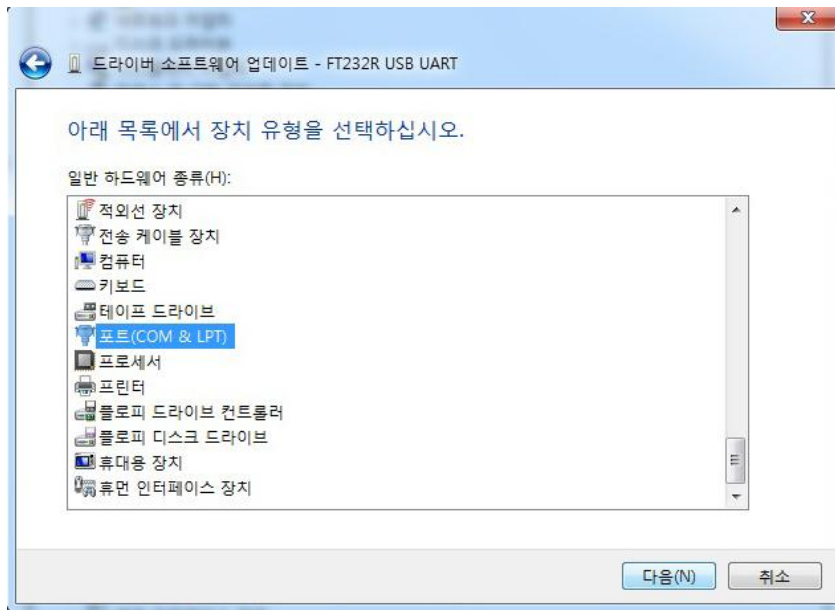 드라이버 소프트웨어 업데이트 - FT232R USB UART
아래 목록에서 장치 유형을 선택하십시오.
일반 하드웨어 종류(H):
적외선 장치
전송 케이블 장치
컴퓨터
키보드
테이프 드라이브
포트(COM & LPT)
프로세서
프린터
플로피 드라이브 컨트롤러
플로피 디스크 드라이브
휴대용 장치
휴먼 인터페이스 장치
다음(N)
취소